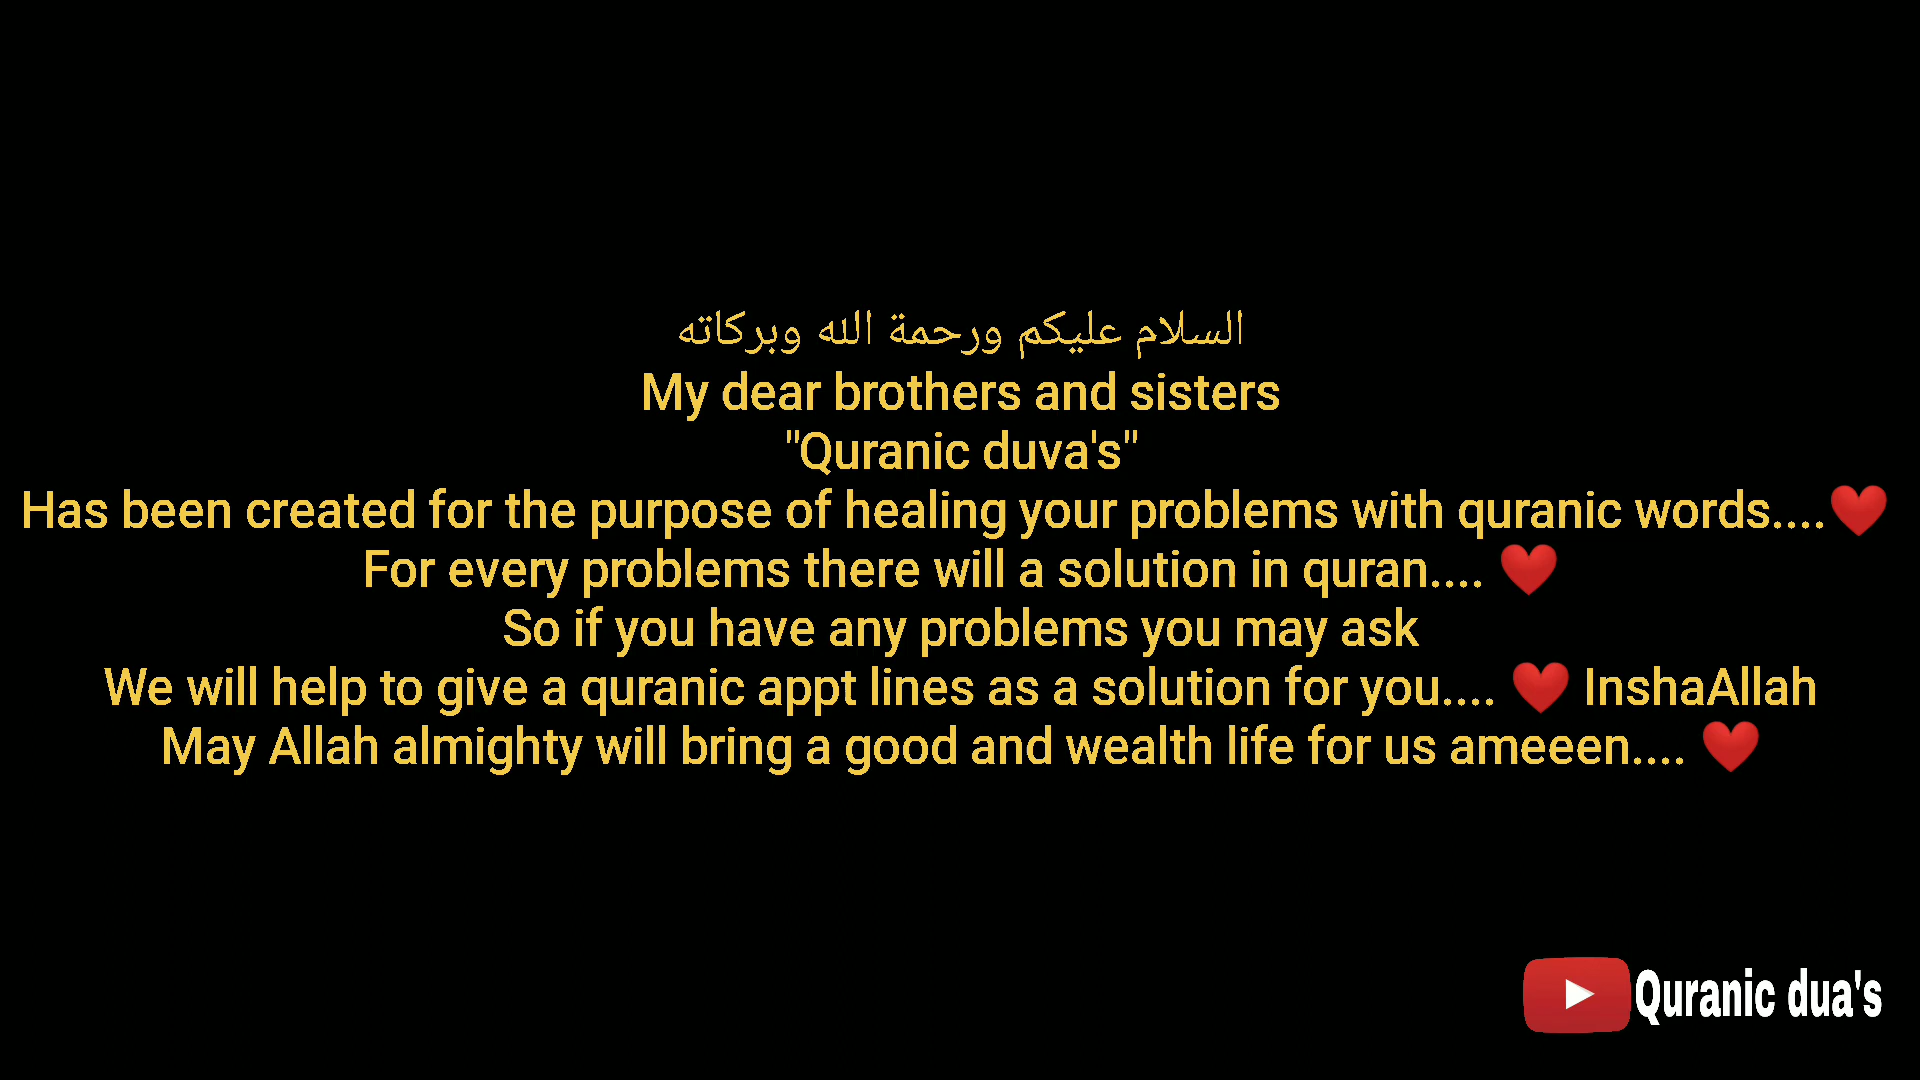 السلام عليكم ورحمة الله وبركاته
My dear brothers and sisters
"Quranic duva's"
Has been created for the purpose of healing your problems with quranic words....❤️
For every problems there will a solution in quran.... ❤️
So if you have any problems you may ask
We will help to give a quranic appt lines as a solution for you.... ❤️ InshaAllah
May Allah almighty will bring a good and wealth life for us ameeen.... ❤️
Quranic dua's